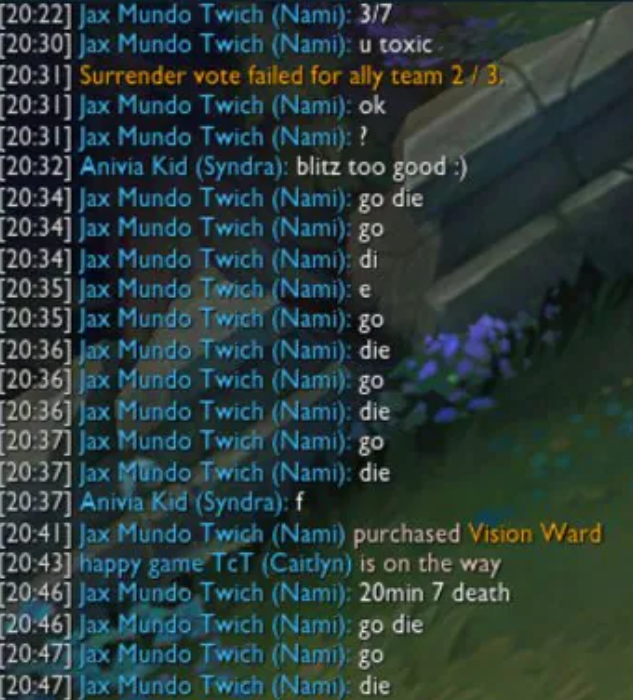 [20:22] Jax Mundo Twich (Nami): 3/7
[20:30] Jax Mundo Twich (Nami): u toxic
[20:31] Surrender vote failed for ally team 2 / 3.
[20:31] Jax Mundo Twich (Nami): ok
[20:31] Jax Mundo Twich (Nami): ?
[20:32] Anivia Kid (Syndra): blitz too good :)
[20:34] Jax Mundo Twich (Nami): go die
[20:34] Jax Mundo Twich (Nami): go
[20:34] Jax Mundo Twich (Nami): di
[20:35] Jax Mundo Twich (Nami): e
[20:35] Jax Mundo Twich (Nami): go
[20:36] Jax Mundo Twich (Nami): die
[20:36] Jax Mundo Twich (Nami): go
[20:36] Jax Mundo Twich (Nami): die
[20:37] Jax Mundo Twich (Nami): go
[20:37] Jax Mundo Twich (Nami): die
[20:37] Anivia Kid (Syndra): f
[20:41] Jax Mundo Twich (Nami) purchased Vision Ward
[20:43] happy game TcT (Caitlyn) is on the way
[20:46] Jax Mundo Twich (Nami): 20min 7 death
[20:46] Jax Mundo Twich (Nami): go die
[20:47] Jax Mundo Twich (Nami): go
[20:47] Jax Mundo Twich (Nami): die